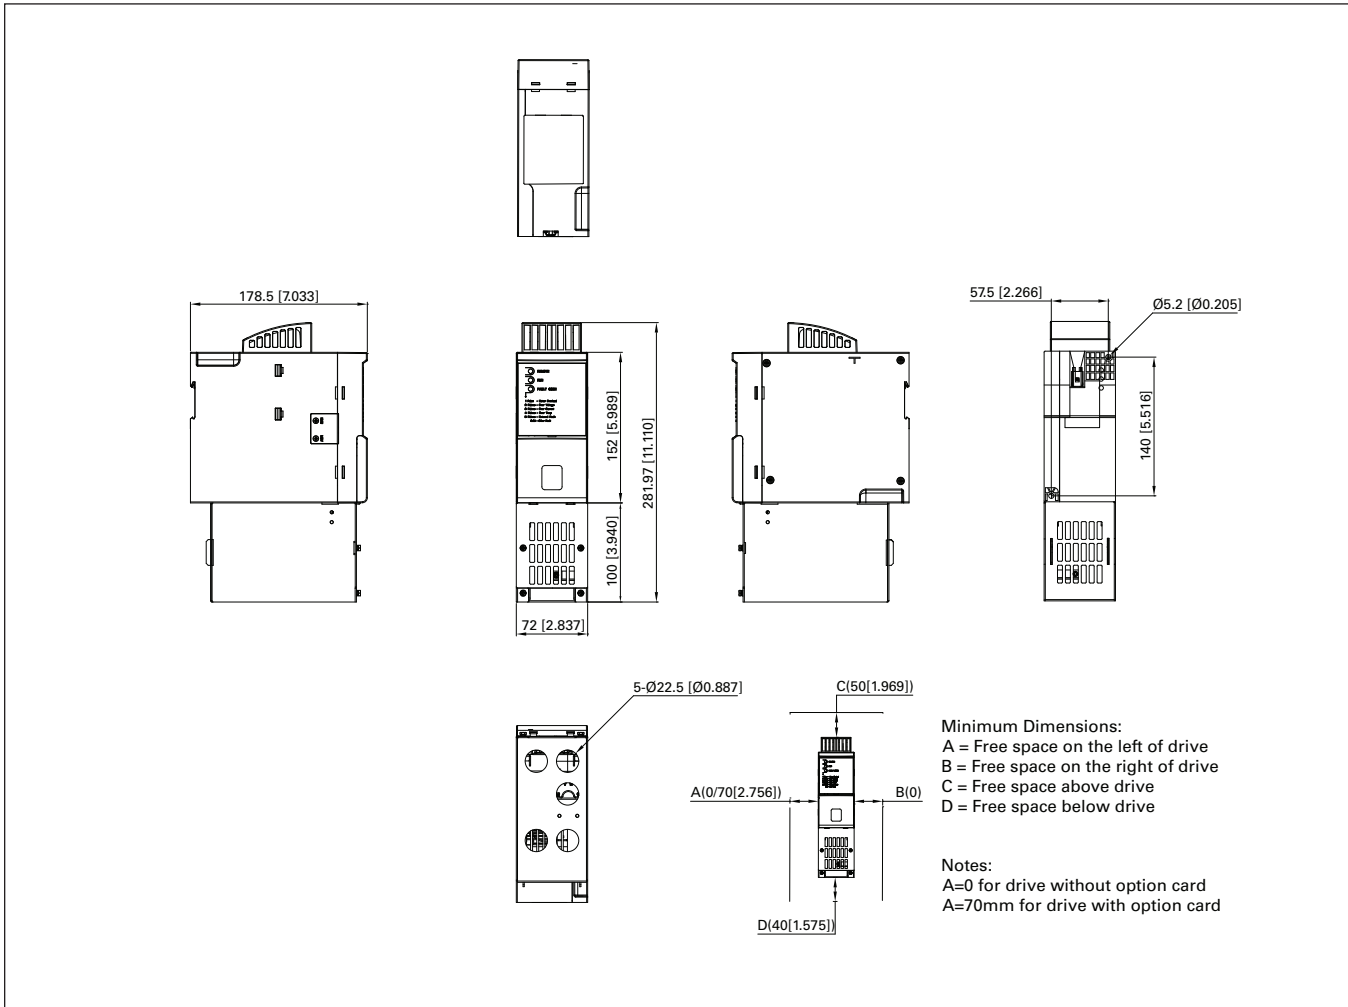 178.5 [7.033]
57.5 [2.266]
Ø5.2 [Ø0.205]
152 [5.989]
281.97 [11.110]
140 [5.516]
100 [3.940]
72 [2.837]
5-Ø22.5 [Ø0.887]
C(50[1.969])
A(0/70[2.756])
B(0)
D(40[1.575])
Minimum Dimensions:
A = Free space on the left of drive
B = Free space on the right of drive
C = Free space above drive
D = Free space below drive
Notes:
A=0 for drive without option card
A=70mm for drive with option card